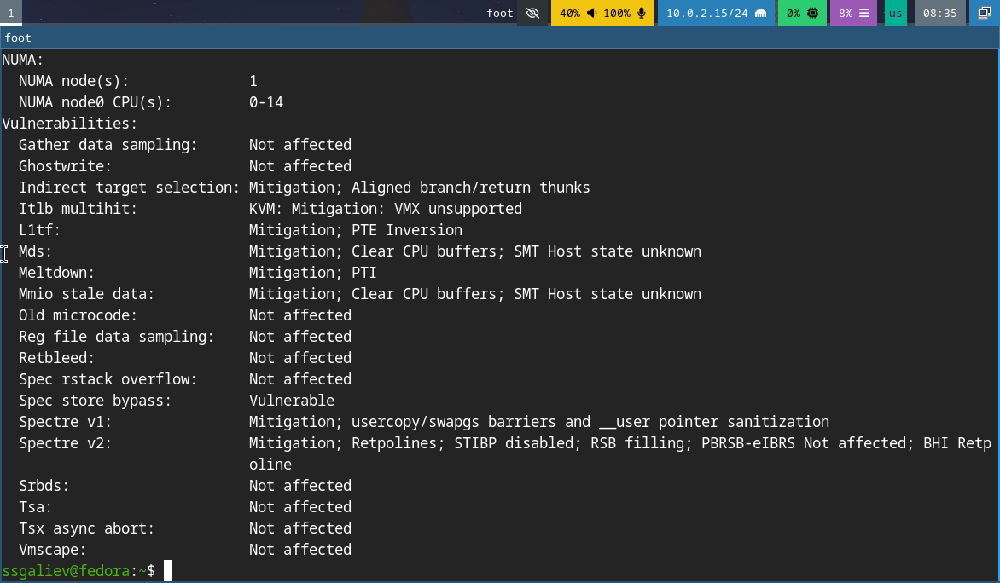 1 foot 40% 100% 10.0.2.15/24 0% 8% us 08:35
foot
NUMA:
NUMA node(s): 1
NUMA node0 CPU(s): 0-14
Vulnerabilities:
Gather data sampling: Not affected
Ghostwrite: Not affected
Indirect target selection: Mitigation; Aligned branch/return thunks
Itlb multihit: KVM: Mitigation: VMX unsupported
L1tf: Mitigation; PTE Inversion
Mds: Mitigation; Clear CPU buffers; SMT Host state unknown
Meltdown: Mitigation; PTI
Mmio stale data: Mitigation; Clear CPU buffers; SMT Host state unknown
Old microcode: Not affected
Reg file data sampling: Not affected
Retbleed: Not affected
Spec rstack overflow: Not affected
Spec store bypass: Vulnerable
Spectre v1: Mitigation; usercopy/swapgs barriers and __user pointer sanitization
Spectre v2: Mitigation; Retpolines; STIBP disabled; RSB filling; PBRSB-eIBRS Not affected; BHI Retp
oline
Srbds: Not affected
Tsa: Not affected
Tsx async abort: Not affected
Vmscape: Not affected
ssgaliev@fedora:~$